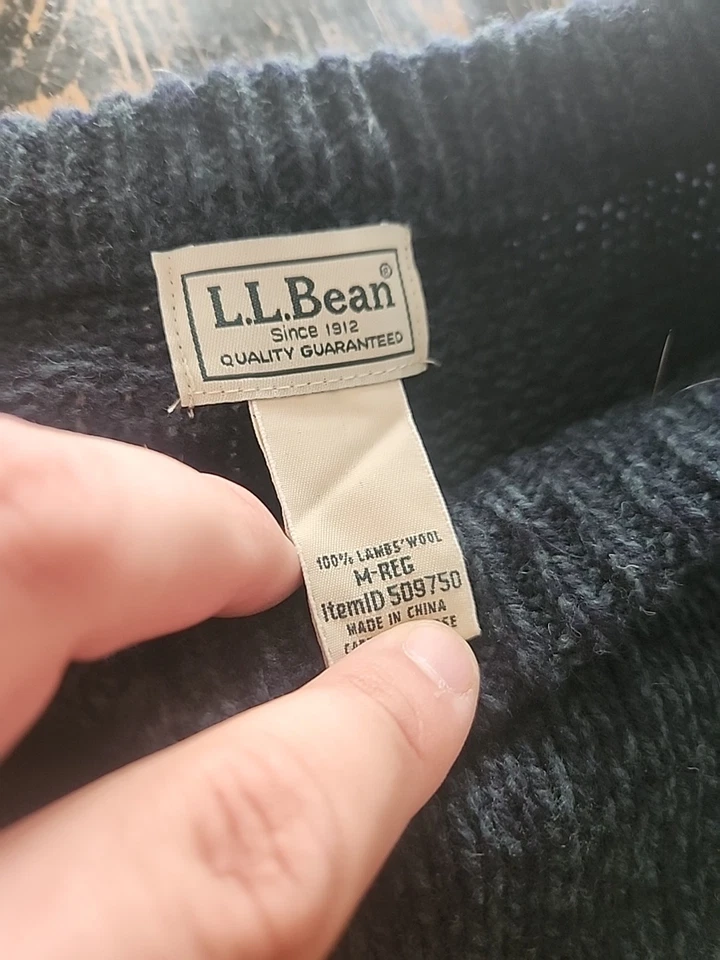 L.L.Bean®
Since 1912
QUALITY GUARANTEED
100% LAMBS' WOOL
M-REG
ItemID 509750
MADE IN CHINA